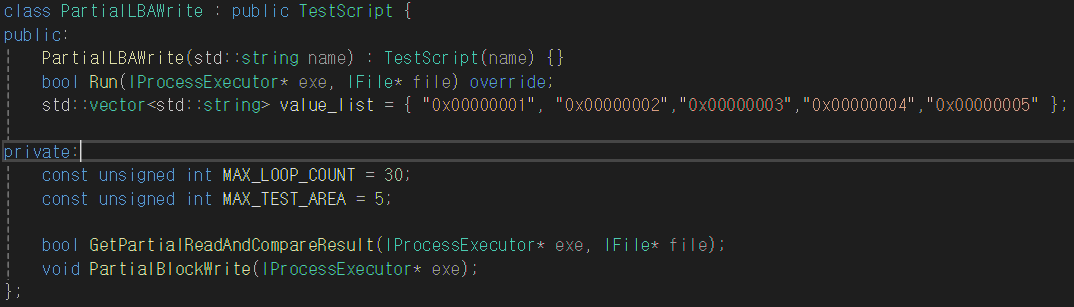 class PartialLBAWrite : public TestScript {
public:
    PartialLBAWrite(std::string name) : TestScript(name) {}
    bool Run(IProcessExecutor* exe, IFile* file) override;
    std::vector<std::string> value_list = { "0x00000001", "0x00000002","0x00000003","0x00000004","0x00000005" };

private:
    const unsigned int MAX_LOOP_COUNT = 30;
    const unsigned int MAX_TEST_AREA = 5;

    bool GetPartialReadAndCompareResult(IProcessExecutor* exe, IFile* file);
    void PartialBlockWrite(IProcessExecutor* exe);
};